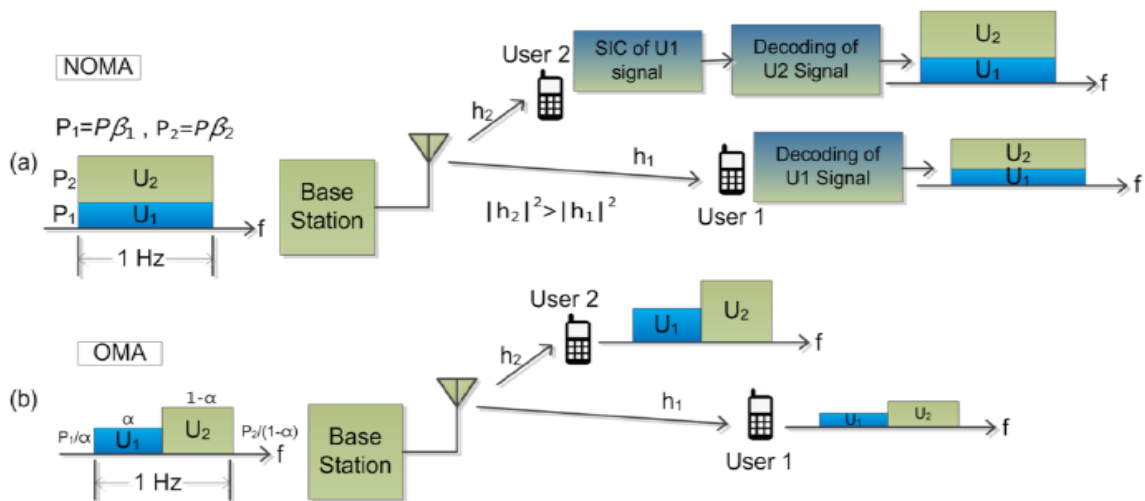 NOMA
P₁=Pβ₁ , P₂=Pβ₂
(a)
P₂
P₁
U₂
U₁
f
1 Hz
Base
Station
h₂
h₁
|h₂|²>|h₁|²
User 2
SIC of U1
signal
Decoding of
U2 Signal
U₂
U₁
f
User 1
Decoding of
U1 Signal
U₂
U₁
f
OMA
(b)
P₁/α
α
U₁
1-α
U₂
P₂/(1-α)
f
1 Hz
Base
Station
h₂
h₁
User 2
U₁
U₂
f
User 1
U₁
U₂
f